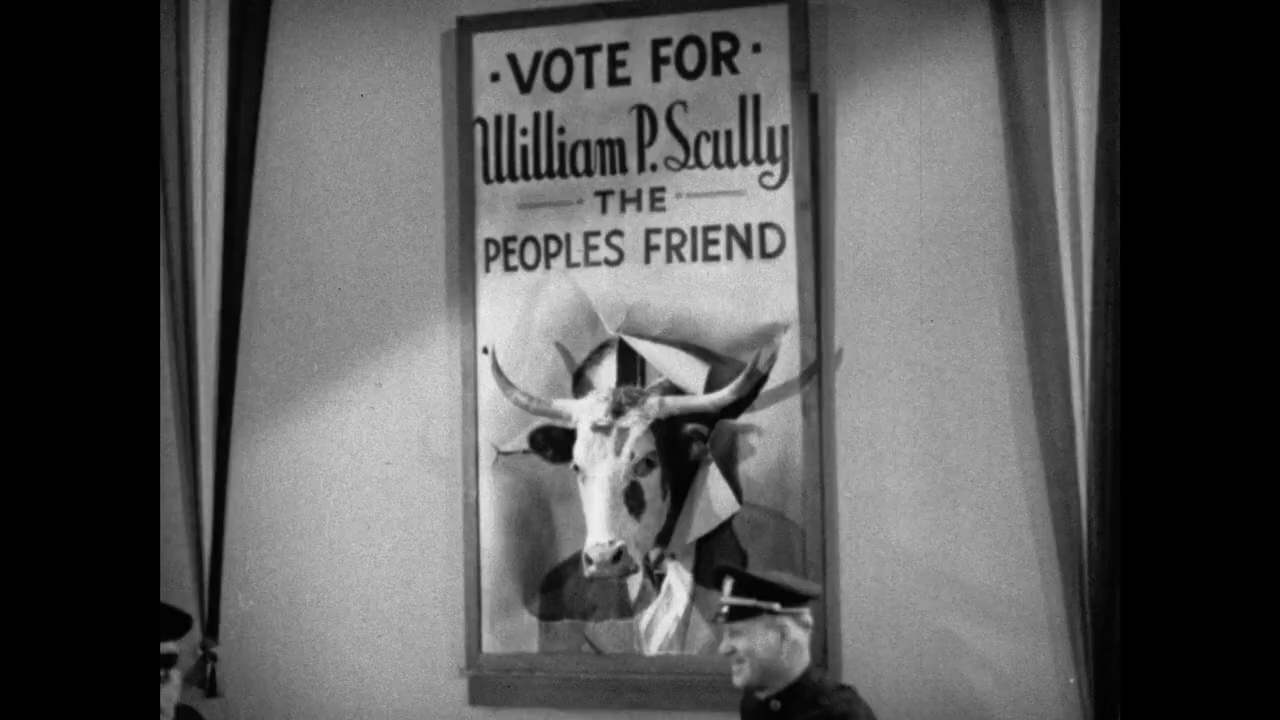 · VOTE FOR ·
William P. Scully
THE
PEOPLES FRIEND